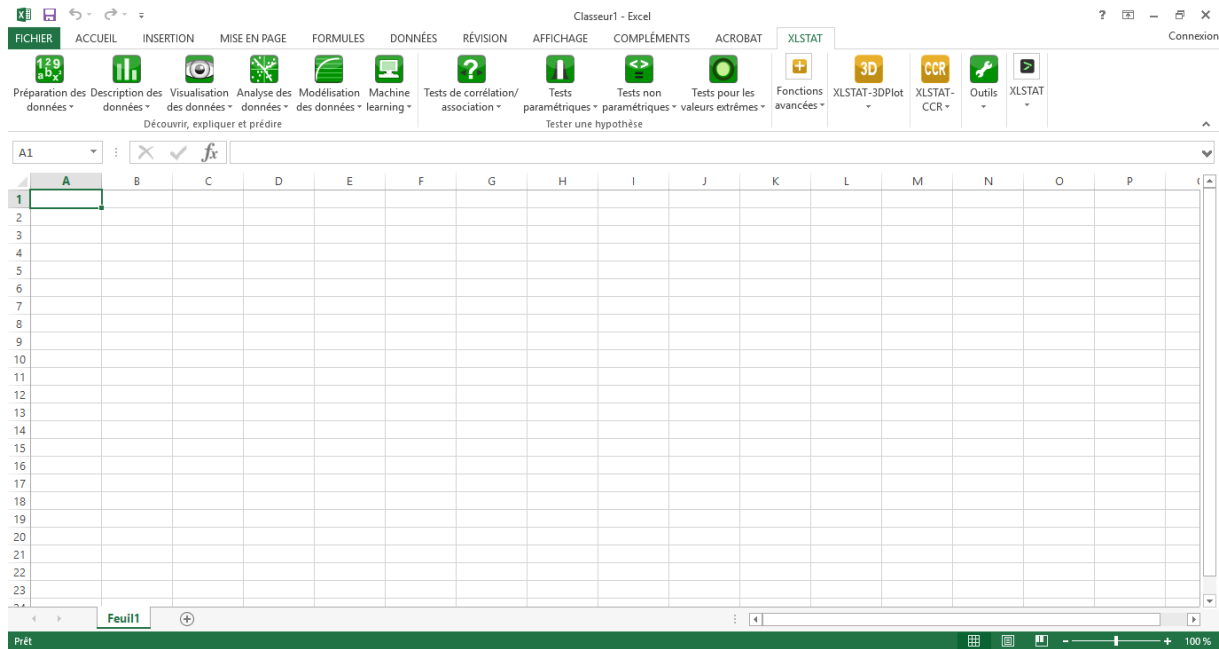 Classeur1 - Excel
FICHIER ACCUEIL INSERTION MISE EN PAGE FORMULES DONNÉES RÉVISION AFFICHAGE COMPLÉMENTS ACROBAT XLSTAT Connexion
Préparation des données
Description des données
Visualisation des données
Analyse des données
Modélisation des données
Machine learning
Découvrir, expliquer et prédire
Tests de corrélation/ association
Tests paramétriques
Tests non paramétriques
Tests pour les valeurs extrêmes
Tester une hypothèse
Fonctions avancées
3D
XLSTAT-3DPlot
CCR
XLSTAT-CCR
Outils
XLSTAT
A1 fx
A B C D E F G H I J K L M N O P
1
2
3
4
5
6
7
8
9
10
11
12
13
14
15
16
17
18
19
20
21
22
23
Feuil1
Prêt 100 %